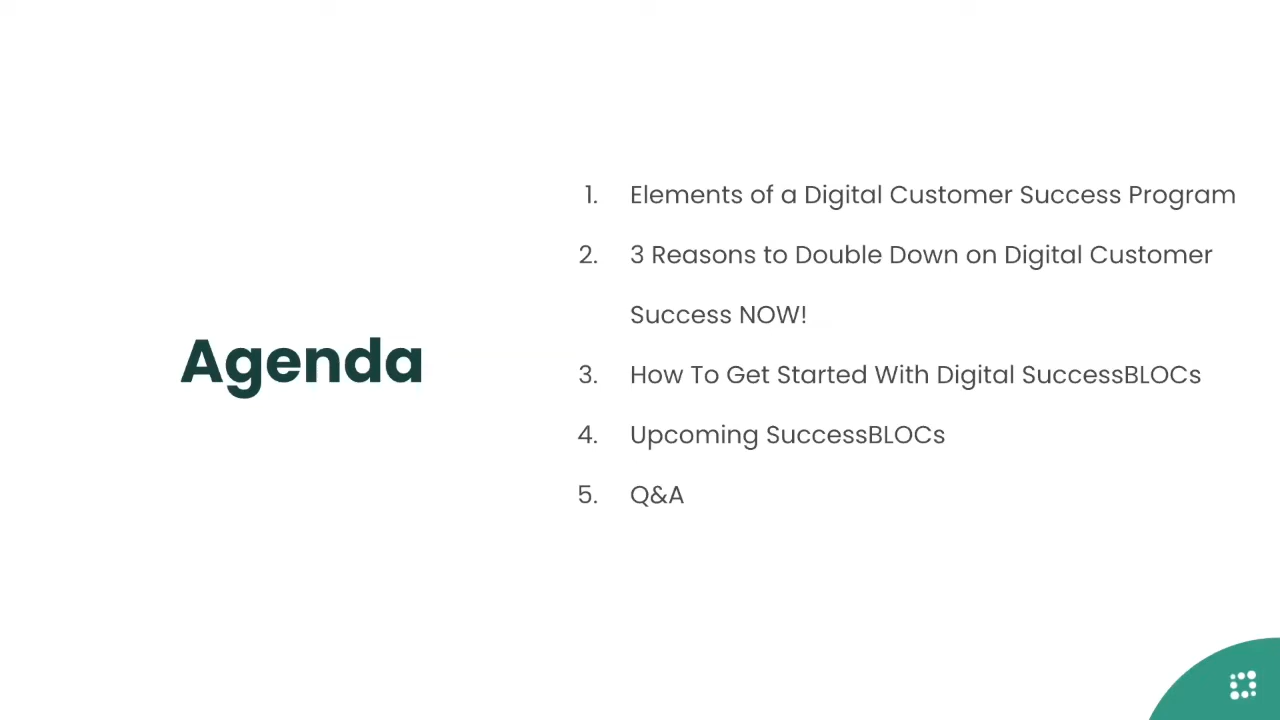 Agenda
1. Elements of a Digital Customer Success Program
2. 3 Reasons to Double Down on Digital Customer
Success NOW!
3. How To Get Started With Digital SuccessBLOCs
4. Upcoming SuccessBLOCs
5. Q&A